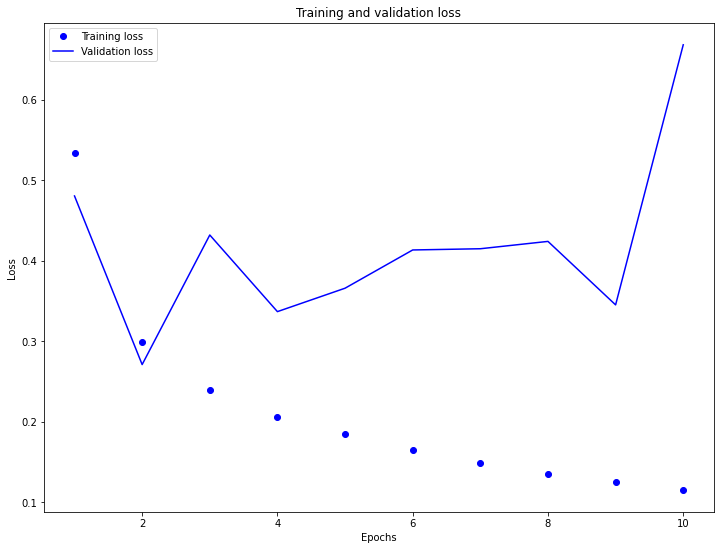 Training and validation loss
Training loss
Validation loss
0.6
0.5
0.4
0.3
0.2
0.1
Loss
2
4
6
8
10
Epochs